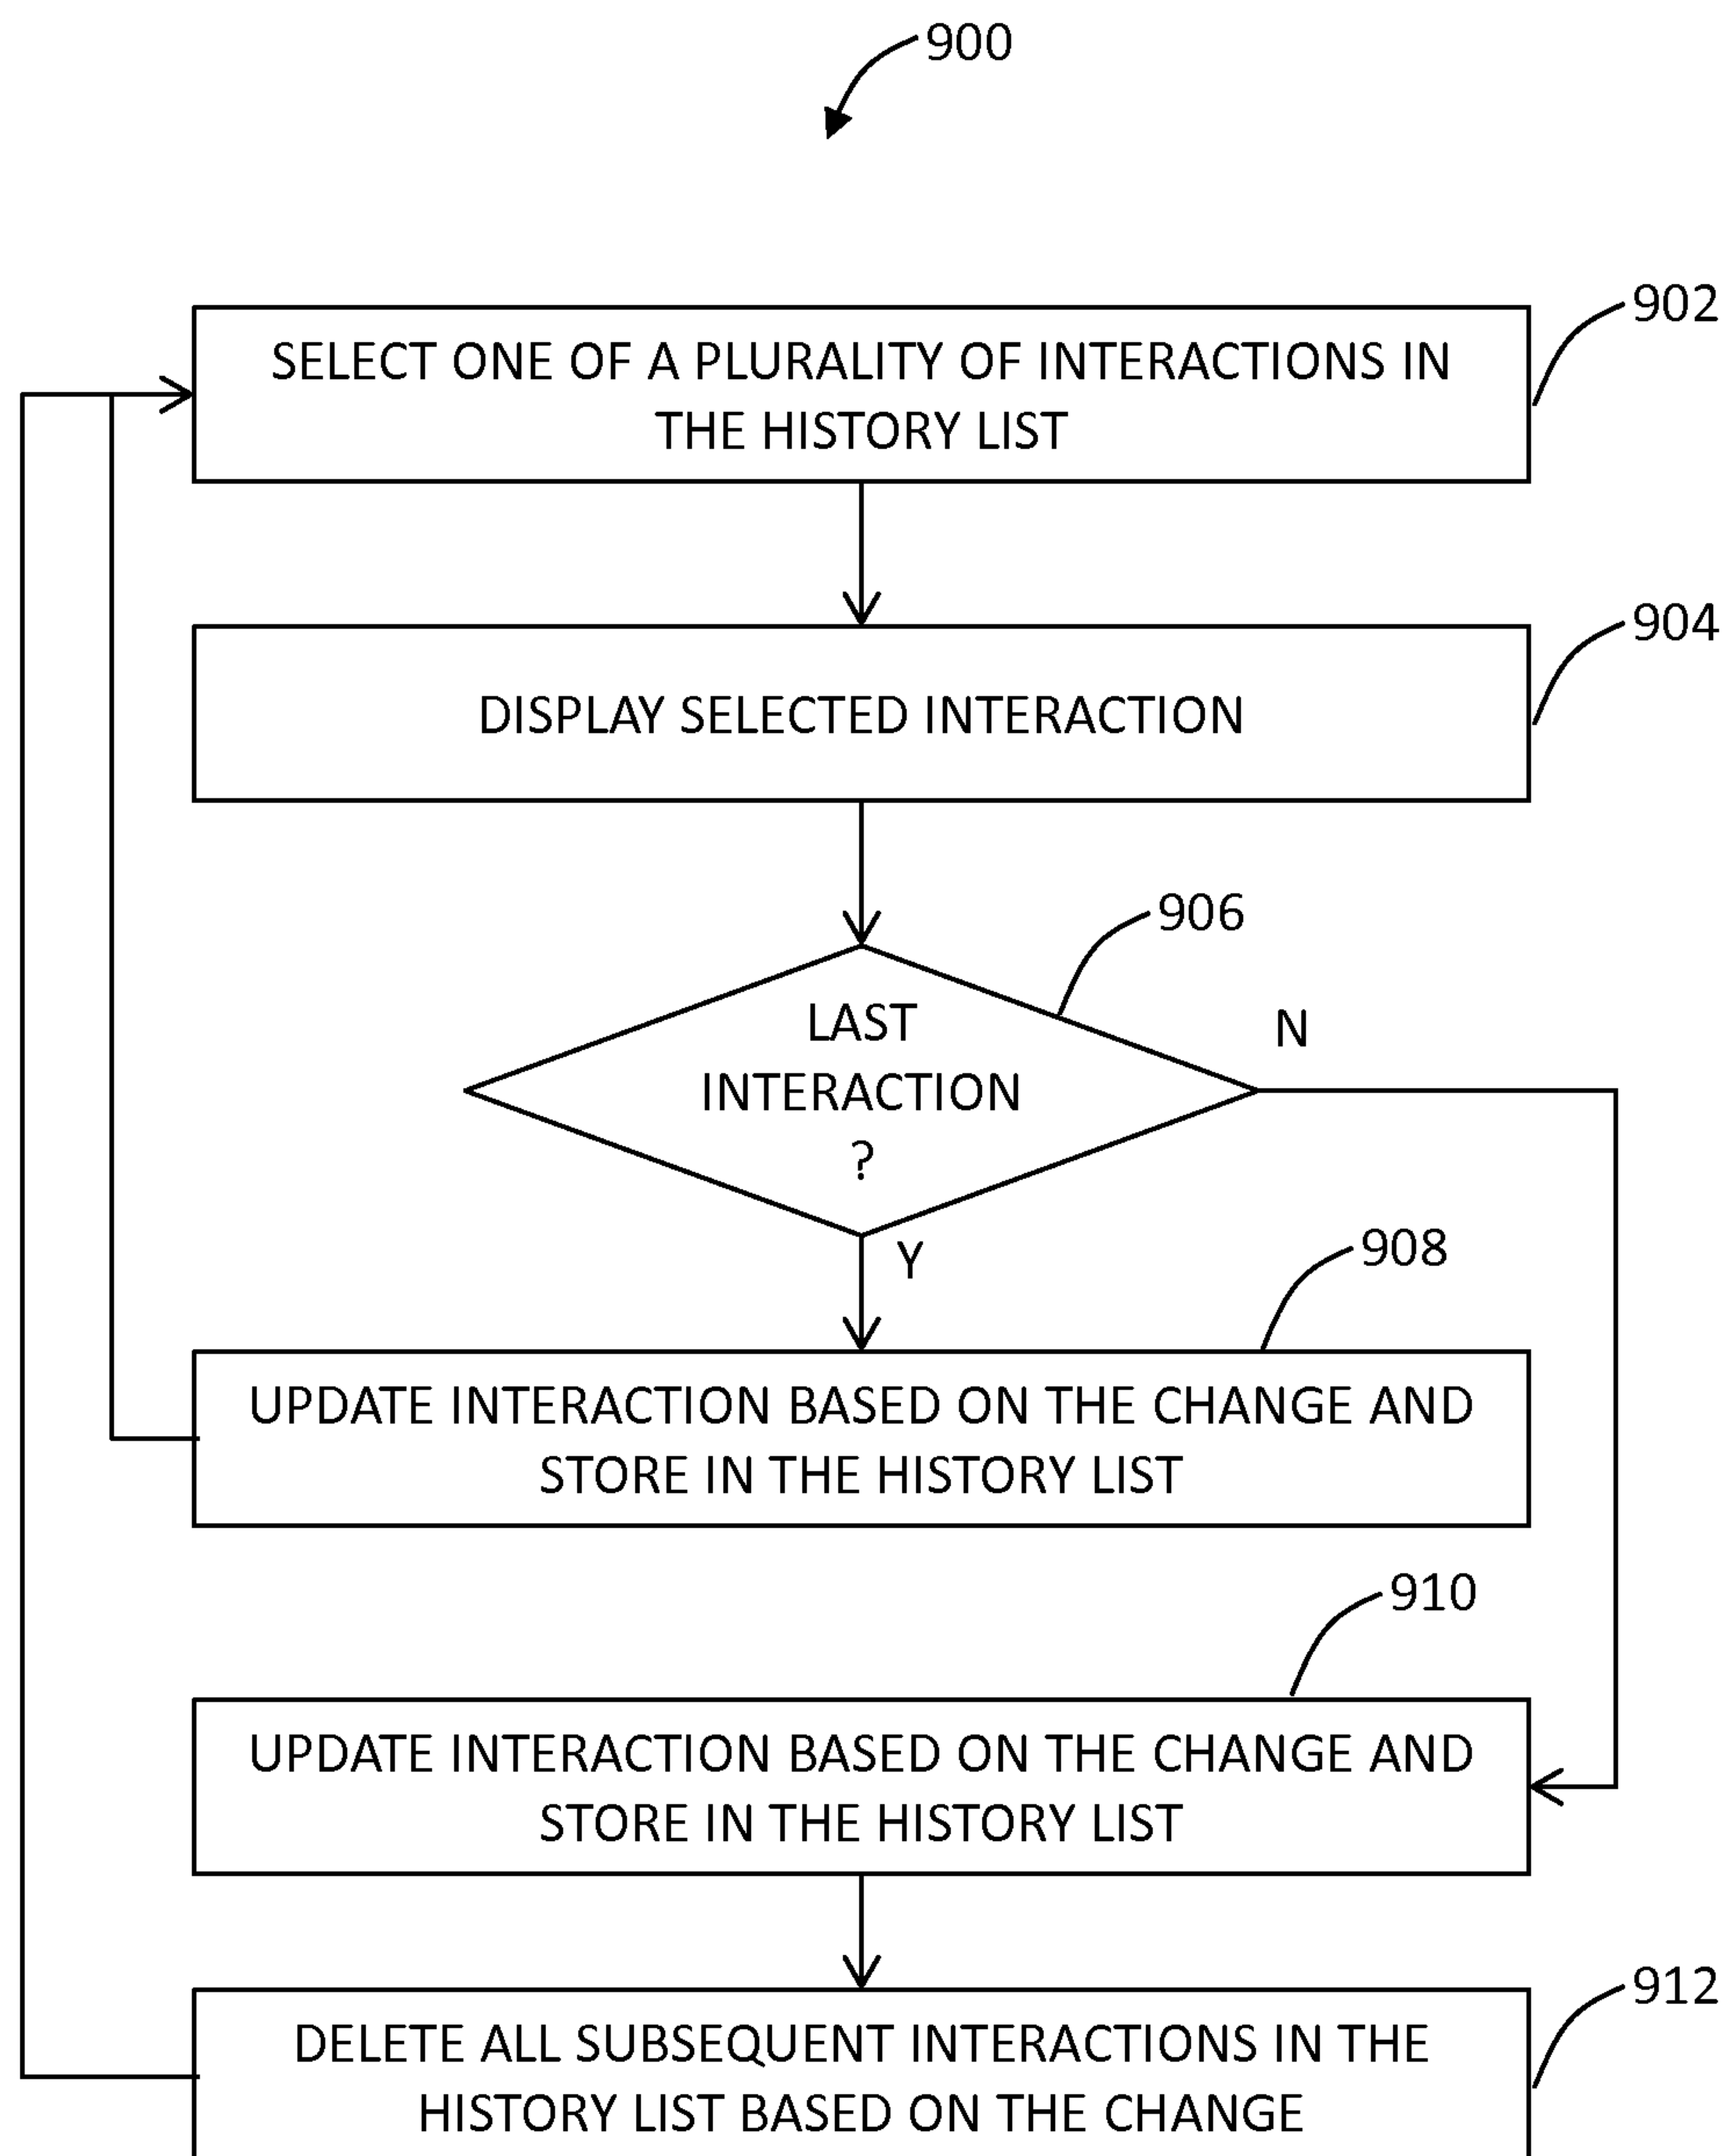 900
902
SELECT ONE OF A PLURALITY OF INTERACTIONS IN
THE HISTORY LIST
904
DISPLAY SELECTED INTERACTION
906
LAST
INTERACTION
?
N
Y
908
UPDATE INTERACTION BASED ON THE CHANGE AND
STORE IN THE HISTORY LIST
910
UPDATE INTERACTION BASED ON THE CHANGE AND
STORE IN THE HISTORY LIST
912
DELETE ALL SUBSEQUENT INTERACTIONS IN THE
HISTORY LIST BASED ON THE CHANGE